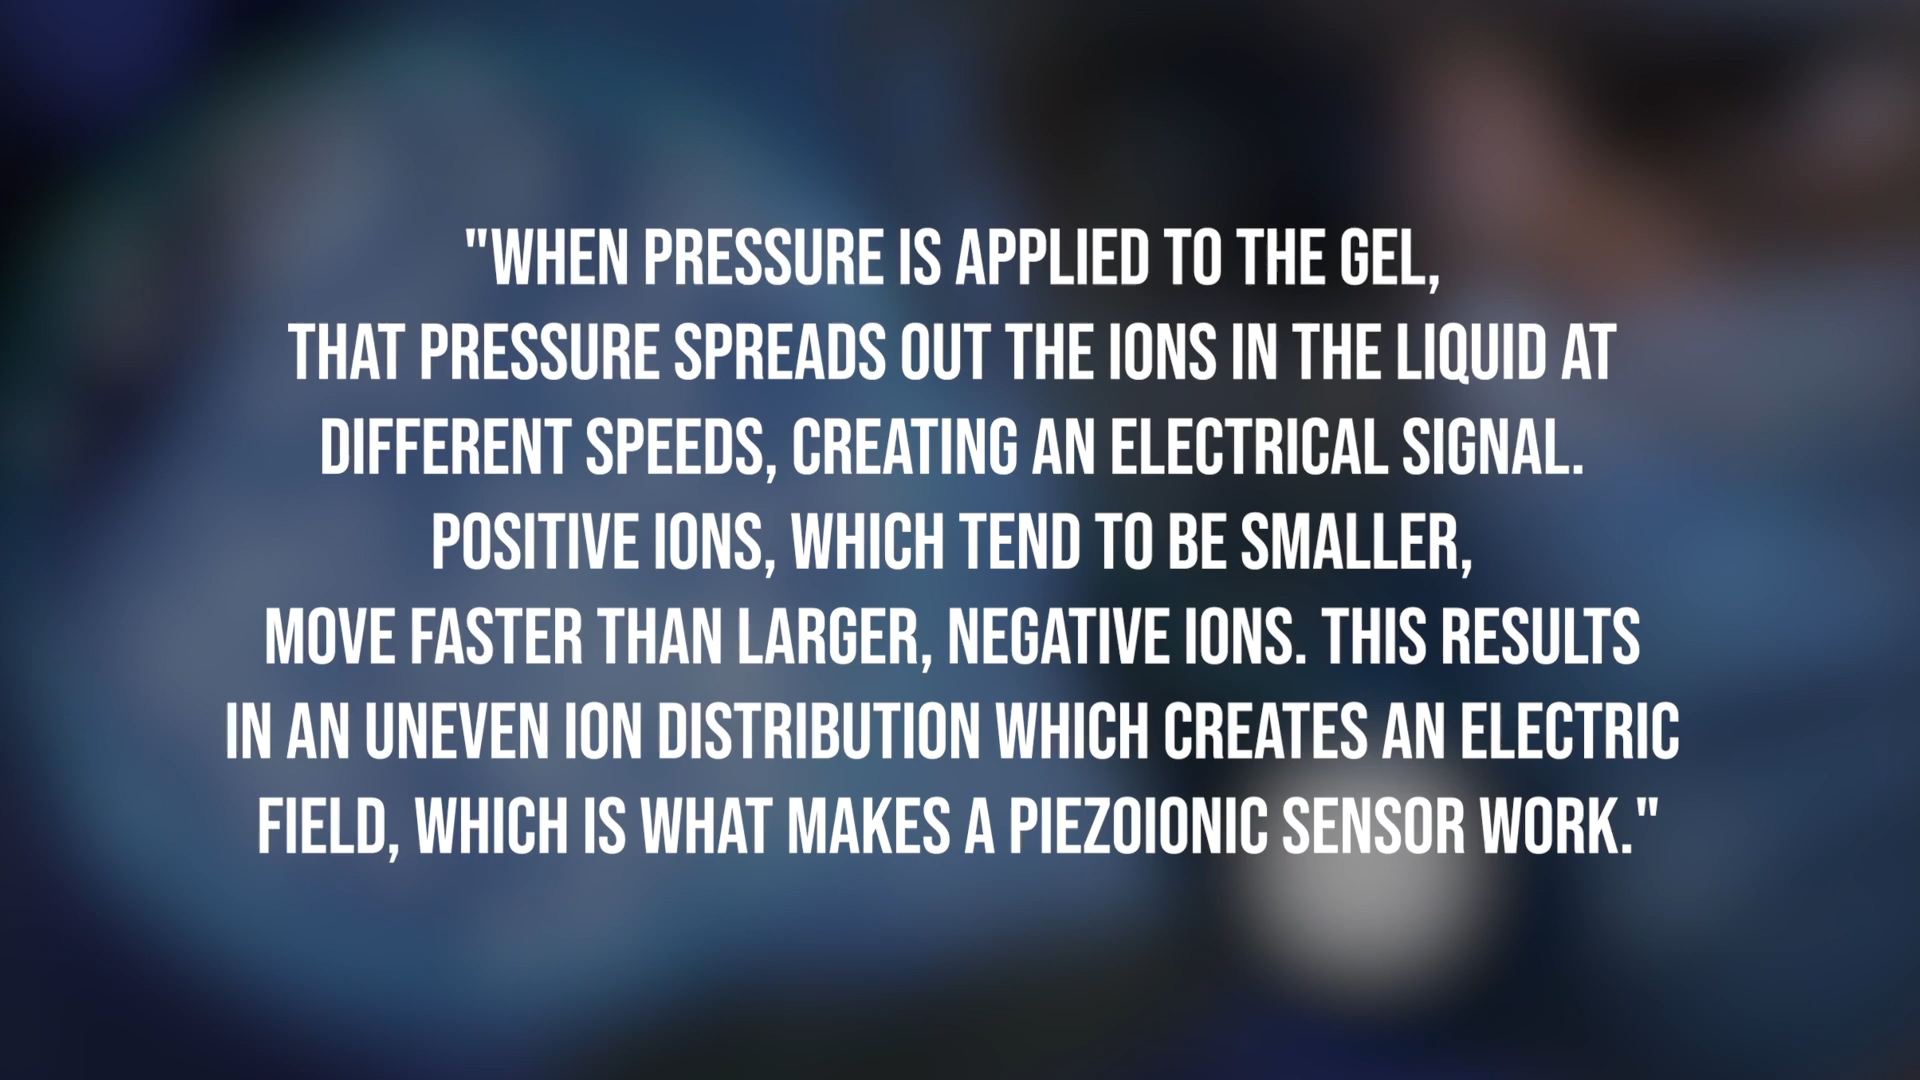 "WHEN PRESSURE IS APPLIED TO THE GEL,
THAT PRESSURE SPREADS OUT THE IONS IN THE LIQUID AT
DIFFERENT SPEEDS, CREATING AN ELECTRICAL SIGNAL.
POSITIVE IONS, WHICH TEND TO BE SMALLER,
MOVE FASTER THAN LARGER, NEGATIVE IONS. THIS RESULTS
IN AN UNEVEN ION DISTRIBUTION WHICH CREATES AN ELECTRIC
FIELD, WHICH IS WHAT MAKES A PIEZOIONIC SENSOR WORK."